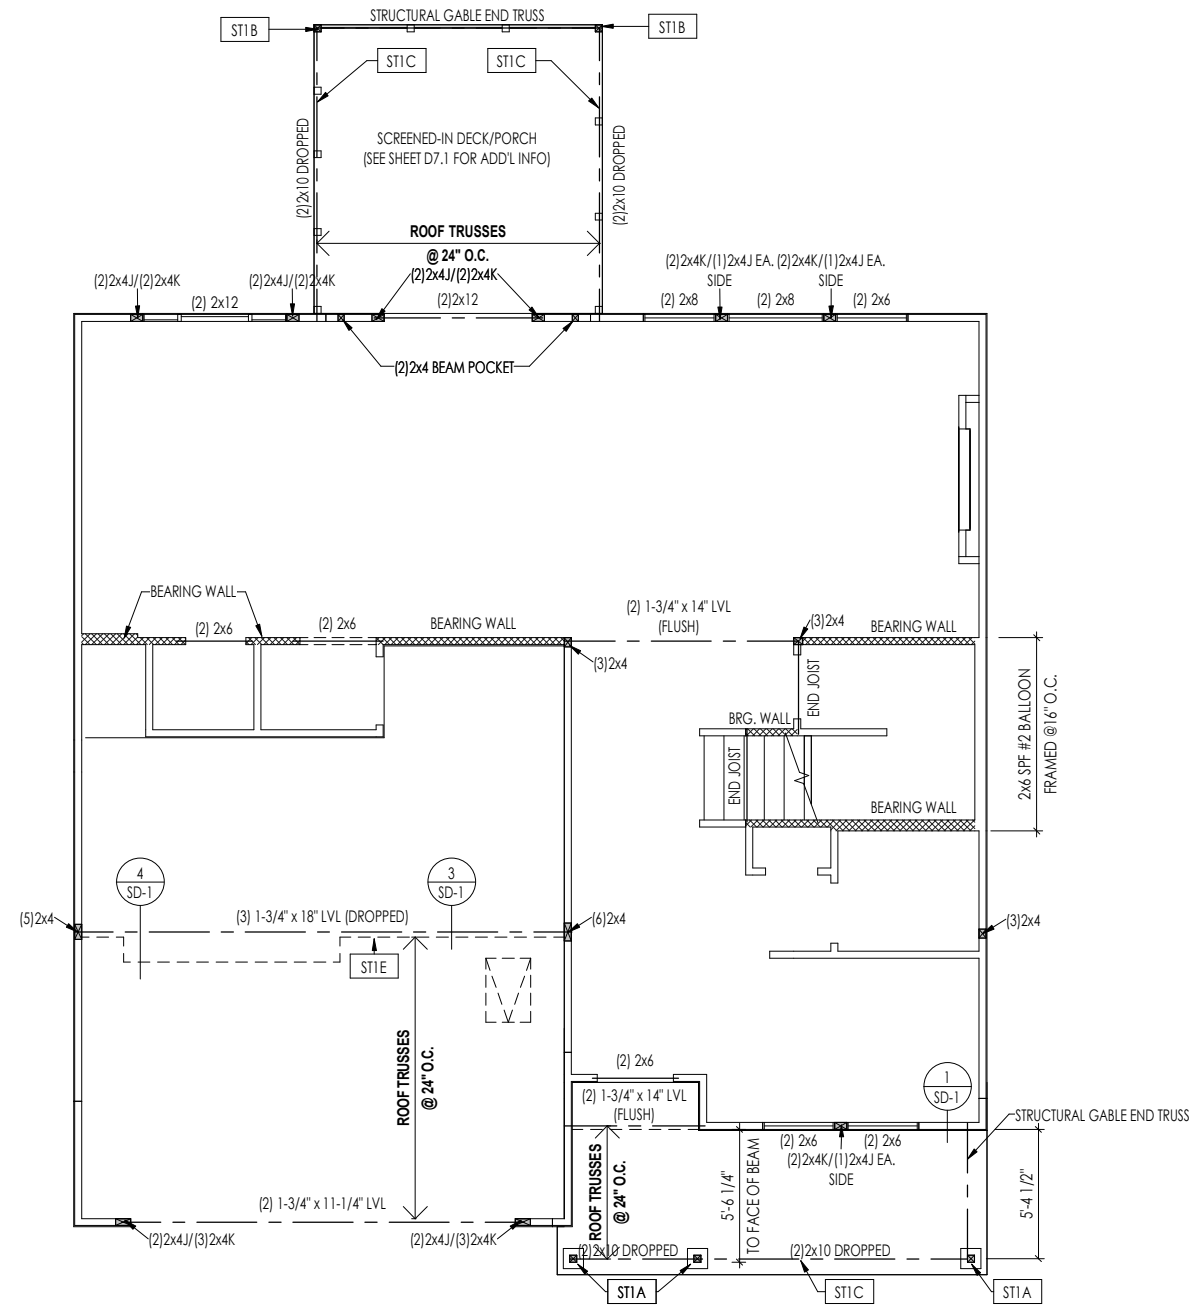 STRUCTURAL GABLE END TRUSS
ST1B
ST1B
ST1C
ST1C
SCREENED-IN DECK/PORCH
(SEE SHEET D7.1 FOR ADD'L INFO)
(2)2x10 DROPPED
(2)2x10 DROPPED
ROOF TRUSSES
@ 24" O.C.
(2)2x4J/(2)2x4K
(2)2x4J/(2)2x4K
(2)2x4J/(2)2x4K
(2)2x4K/(1)2x4J EA.
SIDE
(2)2x4K/(1)2x4J EA.
SIDE
(2) 2x12
(2)2x12
(2) 2x8
(2) 2x8
(2) 2x6
(2)2x4 BEAM POCKET
BEARING WALL
(2) 2x6
(2) 2x6
BEARING WALL
(2) 1-3/4" x 14" LVL
(FLUSH)
(3)2x4
BEARING WALL
(3)2x4
END JOIST
BRG. WALL
END JOIST
BEARING WALL
2x6 SPF #2 BALLOON
FRAMED @16" O.C.
4
SD-1
3
SD-1
(5)2x4
(3) 1-3/4" x 18" LVL (DROPPED)
(6)2x4
(3)2x4
ST1E
ROOF TRUSSES
@ 24" O.C.
(2) 2x6
(2) 1-3/4" x 14" LVL
(FLUSH)
1
SD-1
STRUCTURAL GABLE END TRUSS
(2) 2x6
(2) 2x6
(2)2x4K/(1)2x4J EA.
SIDE
ROOF TRUSSES
@ 24" O.C.
5'-6 1/4"
TO FACE OF BEAM
5'-4 1/2"
(2) 1-3/4" x 11-1/4" LVL
(2)2x4J/(3)2x4K
(2)2x4J/(3)2x4K
(2)2x10 DROPPED
(2)2x10 DROPPED
ST1A
ST1C
ST1A